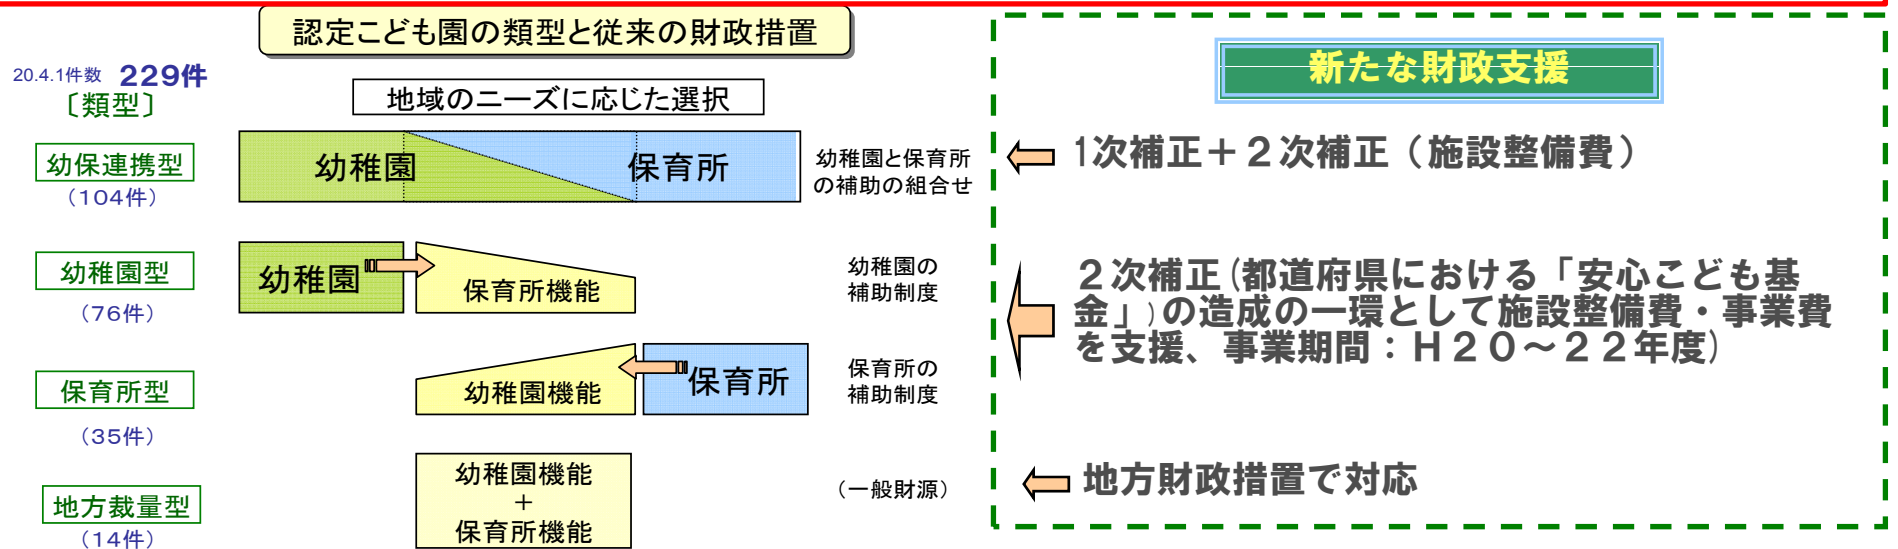 認定こども園の類型と従来の財政措置
20.4.1件数 229件
〔類型〕
地域のニーズに応じた選択
幼保連携型
（104件）
幼稚園
保育所
幼稚園と保育所
の補助の組合せ
幼稚園型
（76件）
幼稚園
保育所機能
幼稚園の
補助制度
保育所型
（35件）
幼稚園機能
保育所
保育所の
補助制度
地方裁量型
（14件）
幼稚園機能
＋
保育所機能
（一般財源）
新たな財政支援
1次補正＋２次補正（施設整備費）
２次補正(都道府県における「安心こども基
金」)の造成の一環として施設整備費・事業費
を支援、事業期間：Ｈ２０～２２年度)
地方財政措置で対応